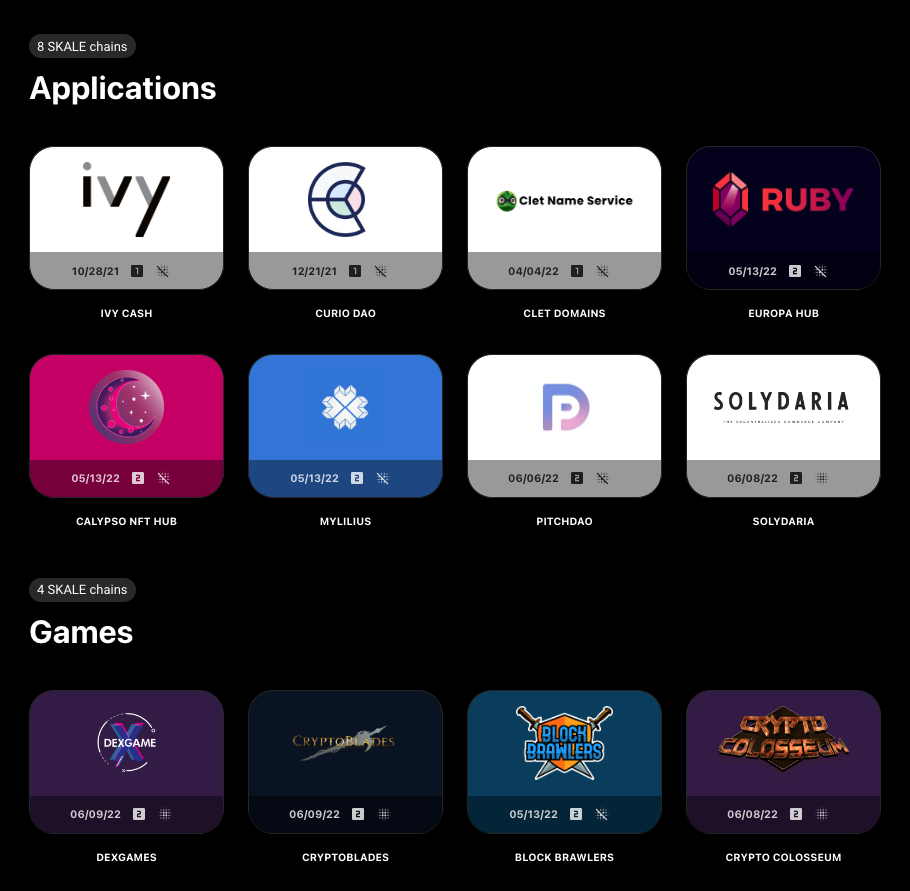 8 SKALE chains
Applications
ivy
Clet Name Service
RUBY
10/28/21 1
12/21/21 1
04/04/22 1
05/13/22 2
IVY CASH
CURIO DAO
CLET DOMAINS
EUROPA HUB
SOLYDARIA
THE DECENTRALIZED COMMERCE COMPANY
05/13/22 2
05/13/22 2
06/06/22 2
06/08/22 2
CALYPSO NFT HUB
MYLILIUS
PITCHDAO
SOLYDARIA
4 SKALE chains
Games
X DEXGAME
CRYPTOBLADES
BLOCK
BRAWLERS
CRYPTO
COLOSSEUM
06/09/22 2
06/09/22 2
05/13/22 2
06/08/22 2
DEXGAMES
CRYPTOBLADES
BLOCK BRAWLERS
CRYPTO COLOSSEUM